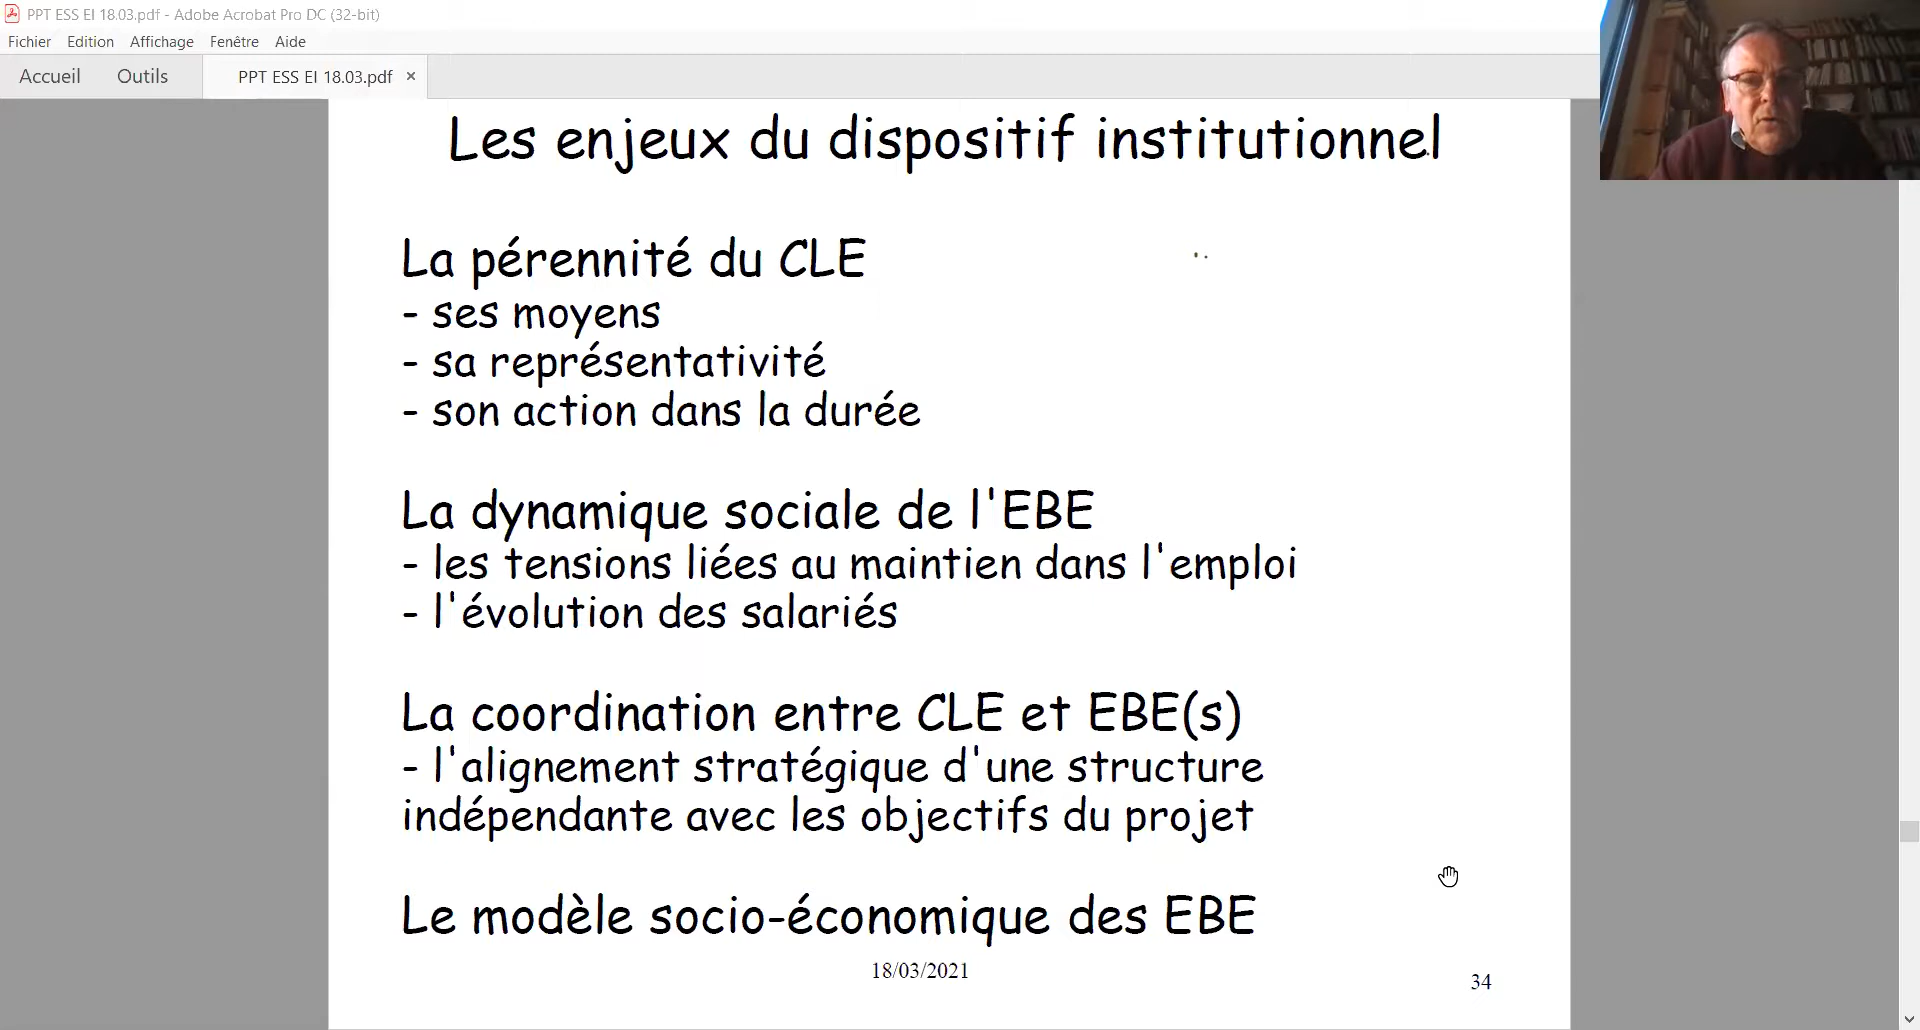 PPT ESS EI 18.03.pdf - Adobe Acrobat Pro DC (32-bit)
Fichier Edition Affichage Fenêtre Aide
Accueil Outils PPT ESS EI 18.03.pdf ×
Les enjeux du dispositif institutionnel
La pérennité du CLE
- ses moyens
- sa représentativité
- son action dans la durée
La dynamique sociale de l'EBE
- les tensions liées au maintien dans l'emploi
- l'évolution des salariés
La coordination entre CLE et EBE(s)
- l'alignement stratégique d'une structure
indépendante avec les objectifs du projet
Le modèle socio-économique des EBE
18/03/2021
34